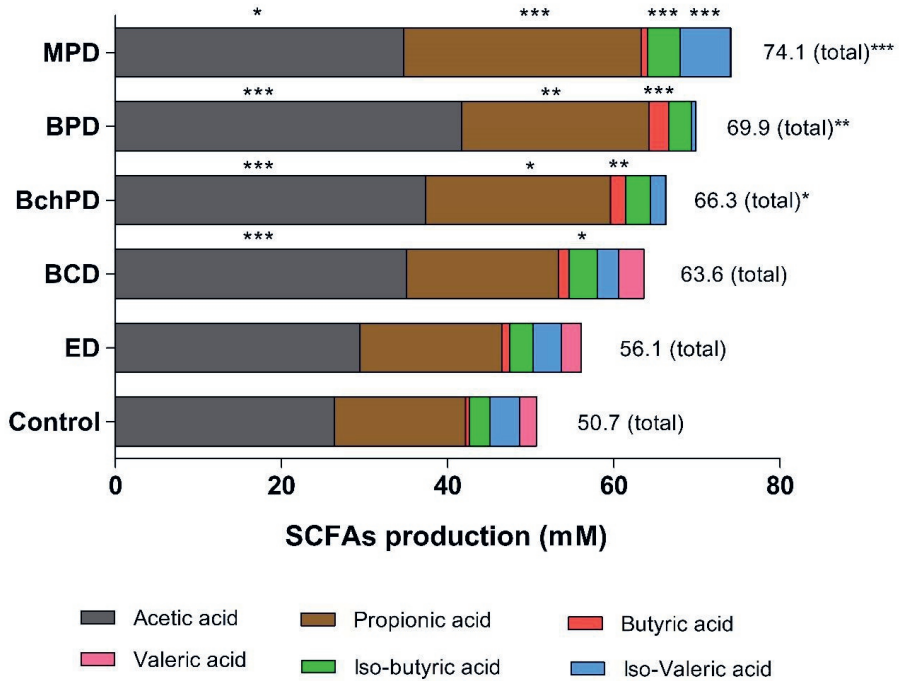 * *** *** ***
MPD 74.1 (total)***
*** ** ***
BPD 69.9 (total)**
*** * **
BchPD 66.3 (total)*
*** *
BCD 63.6 (total)
ED 56.1 (total)
Control 50.7 (total)
0 20 40 60 80
SCFAs production (mM)
Acetic acid Propionic acid Butyric acid
Valeric acid Iso-butyric acid Iso-Valeric acid